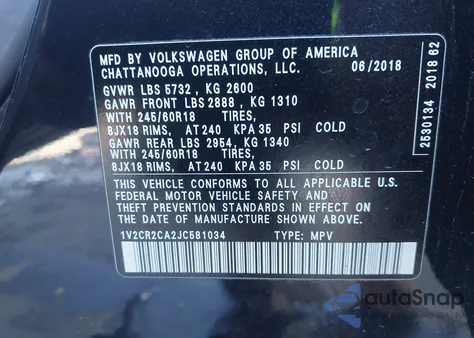 MFD BY VOLKSWAGEN GROUP OF AMERICA
CHATTANOOGA OPERATIONS, LLC. 06/2018
GVWR LBS 5732 , KG 2600
GAWR FRONT LBS 2888 , KG 1310
WITH 245/60R18 TIRES,
8JX18 RIMS, AT 240 KPA 35 PSI COLD
GAWR REAR LBS 2954, KG 1340
WITH 245/60R18 TIRES,
8JX18 RIMS, AT 240 KPA 35 PSI COLD
THIS VEHICLE CONFORMS TO ALL APPLICABLE U.S.
FEDERAL MOTOR VEHICLE SAFETY AND
THEFT PREVENTION STANDARDS IN EFFECT ON THE
DATE OF MANUFACTURE SHOWN ABOVE.
1V2CR2CA2JC581034 TYPE: MPV
2530134 2018 62
autoSnap